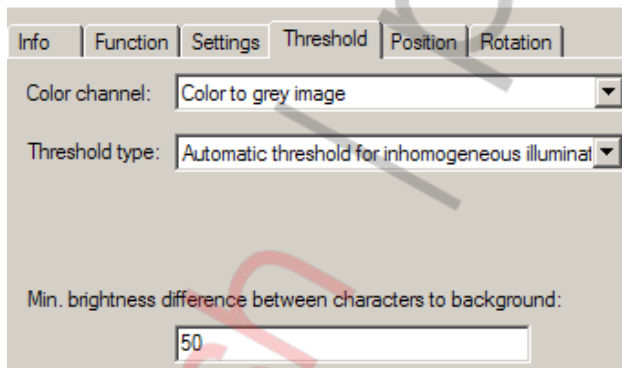 Info Function Settings Threshold Position Rotation
Color channel: Color to grey image
Threshold type: Automatic threshold for inhomogeneous illuminat
Min. brightness difference between characters to background:
50